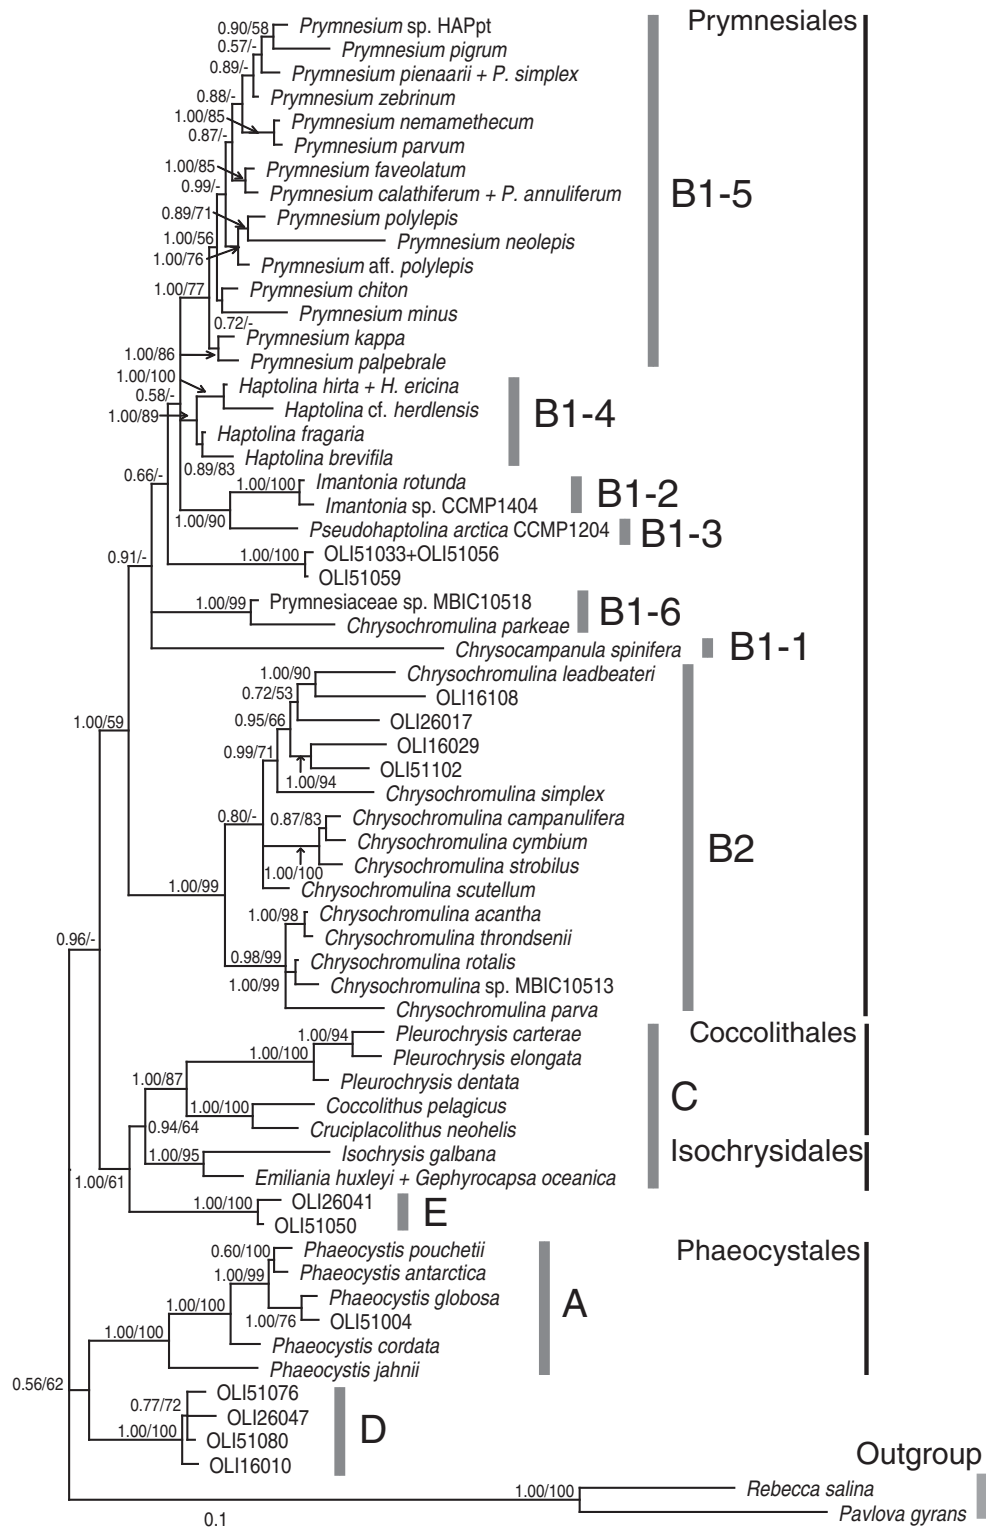 Prymnesiales
0.90/58
Prymnesium sp. HAPpt
0.57/-
Prymnesium pigrum
0.89/-
Prymnesium pienaarii + P. simplex
0.88/-
Prymnesium zebrinum
1.00/85
Prymnesium nemamethecum
0.87/-
Prymnesium parvum
1.00/85
Prymnesium faveolatum
0.99/-
Prymnesium calathiferum + P. annuliferum
B1-5
0.89/71
Prymnesium polylepis
1.00/56
Prymnesium neolepis
1.00/76
Prymnesium aff. polylepis
1.00/77
Prymnesium chiton
Prymnesium minus
0.72/-
Prymnesium kappa
1.00/86
Prymnesium palpebrale
1.00/100
Haptolina hirta + H. ericina
0.58/-
Haptolina cf. herdlensis
B1-4
1.00/89
Haptolina fragaria
Haptolina brevifila
0.89/83
0.66/-
1.00/100
Imantonia rotunda
Imantonia sp. CCMP1404
B1-2
1.00/90
Pseudohaptolina arctica CCMP1204
B1-3
0.91/-
1.00/100
OLI51033+OLI51056
OLI51059
1.00/99
Prymnesiaceae sp. MBIC10518
B1-6
Chrysochromulina parkeae
Chrysocampanula spinifera
B1-1
1.00/90
Chrysochromulina leadbeateri
0.72/53
OLI16108
1.00/59
0.95/66
OLI26017
0.99/71
OLI16029
OLI51102
1.00/94
Chrysochromulina simplex
0.80/-
0.87/83
Chrysochromulina campanulifera
Chrysochromulina cymbium
B2
Chrysochromulina strobilus
1.00/100
1.00/99
Chrysochromulina scutellum
1.00/98
Chrysochromulina acantha
0.96/-
Chrysochromulina throndsenii
0.98/99
Chrysochromulina rotalis
1.00/99
Chrysochromulina sp. MBIC10513
Chrysochromulina parva
Coccolithales
1.00/94
Pleurochrysis carterae
1.00/100
Pleurochrysis elongata
1.00/87
Pleurochrysis dentata
C
1.00/100
Coccolithus pelagicus
0.94/64
Cruciplacolithus neohelis
Isochrysidales
1.00/95
Isochrysis galbana
1.00/61
Emiliania huxleyi + Gephyrocapsa oceanica
1.00/100
OLI26041
E
OLI51050
Phaeocystales
0.60/100
Phaeocystis pouchetii
1.00/99
Phaeocystis antarctica
1.00/100
Phaeocystis globosa
A
1.00/76
OLI51004
1.00/100
Phaeocystis cordata
Phaeocystis jahnii
0.56/62
OLI51076
0.77/72
OLI26047
D
1.00/100
OLI51080
OLI16010
Outgroup
1.00/100
Rebecca salina
Pavlova gyrans
0.1